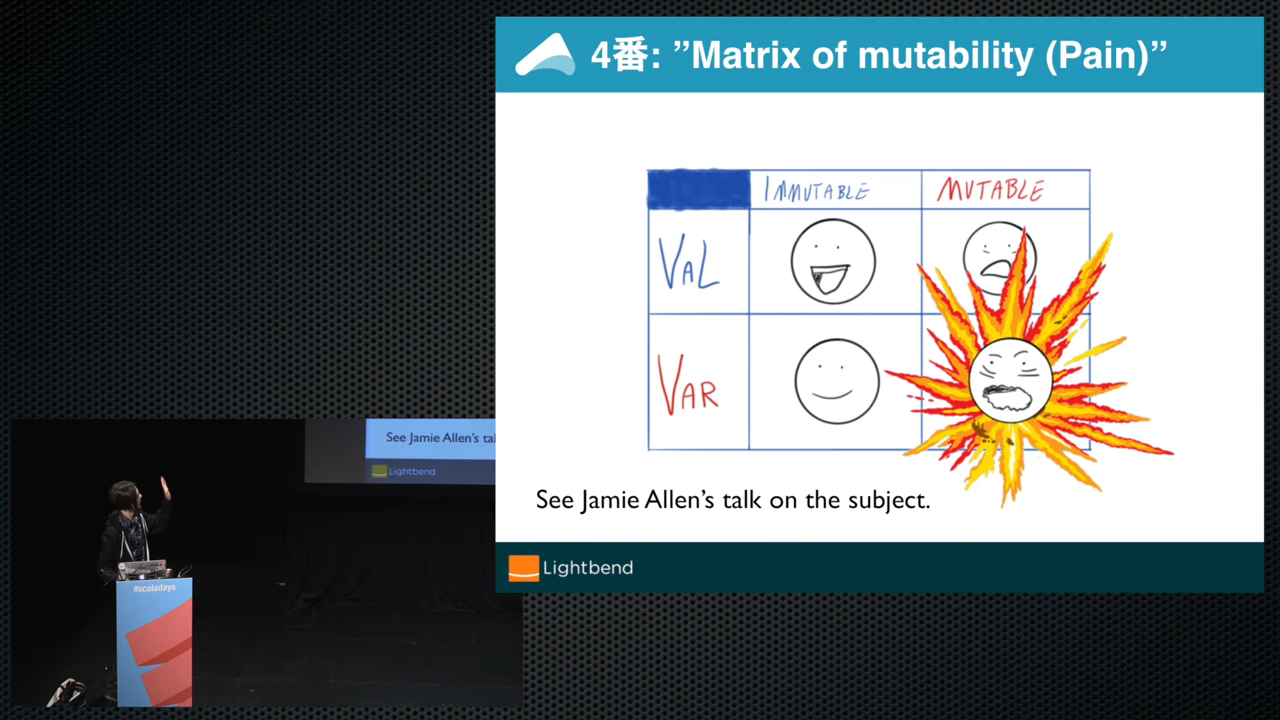 4番: ”Matrix of mutability (Pain)”
IMMUTABLE MUTABLE
VAL
VAR
See Jamie Allen’s talk on the subject.
Lightbend
See Jamie Allen’s tal
Lightbend
#scaladays